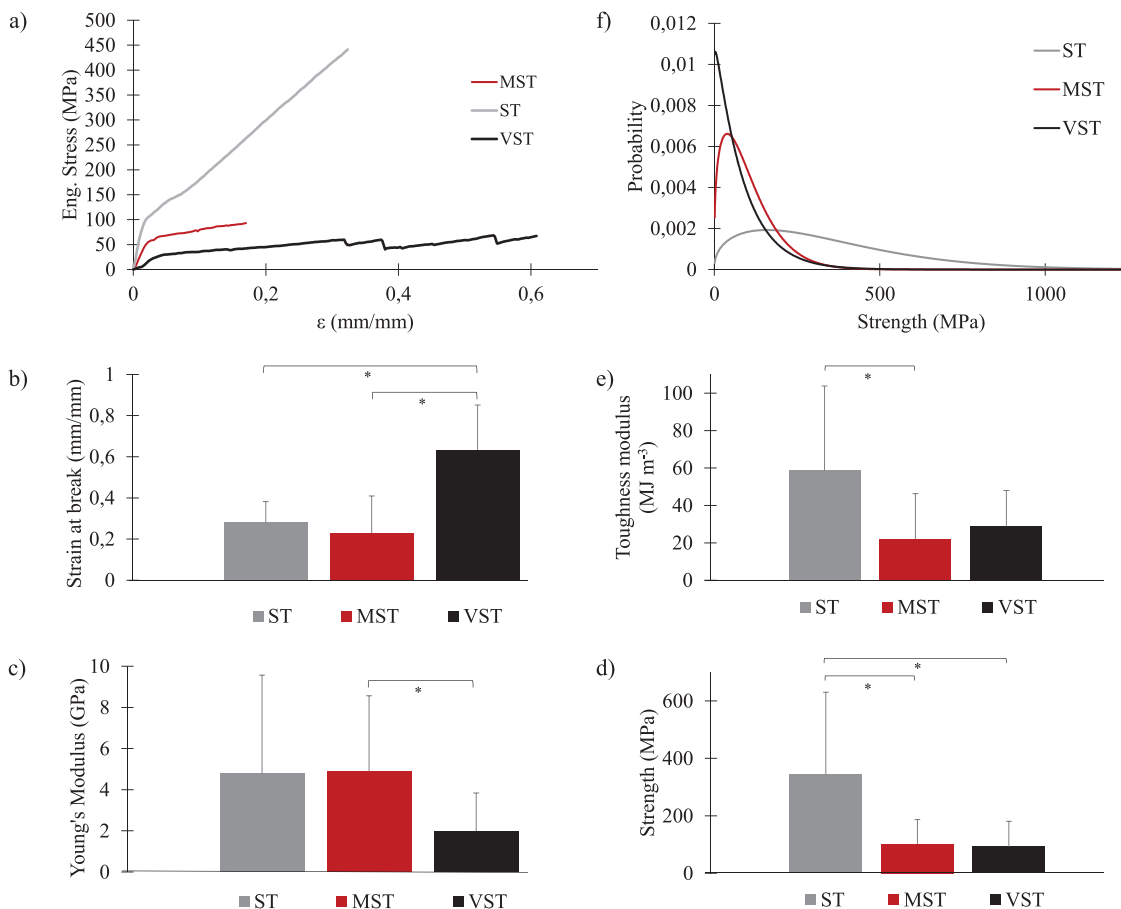 a)
500
450
400
350
300
250
200
150
100
50
0
Eng. Stress (MPa)
0
0,2
0,4
0,6
ε (mm/mm)
MST
ST
VST
f)
0,012
0,01
0,008
0,006
0,004
0,002
0
Probability
0
500
1000
Strength (MPa)
ST
MST
VST
b)
1
0,8
0,6
0,4
0,2
0
Strain at break (mm/mm)
*
*
ST MST VST
e)
100
80
60
40
20
0
Toughness modulus
(MJ m⁻³)
*
ST MST VST
c)
10
8
6
4
2
0
Young's Modulus (GPa)
*
ST MST VST
d)
600
400
200
0
Strength (MPa)
*
*
ST MST VST